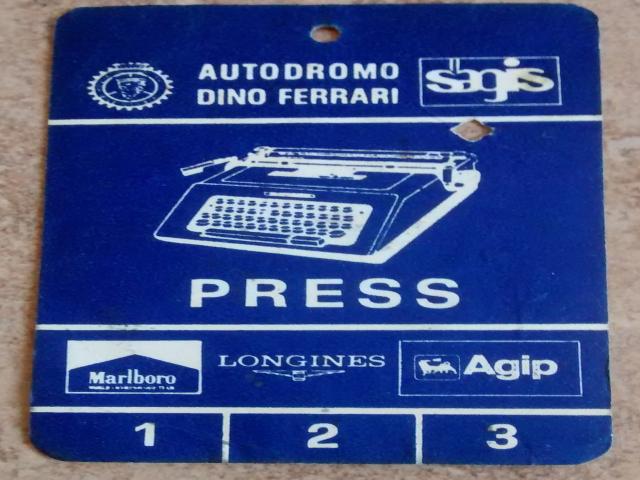 AUTODROMO
DINO FERRARI
sagis
PRESS
Marlboro
LONGINES
Agip
1 2 3